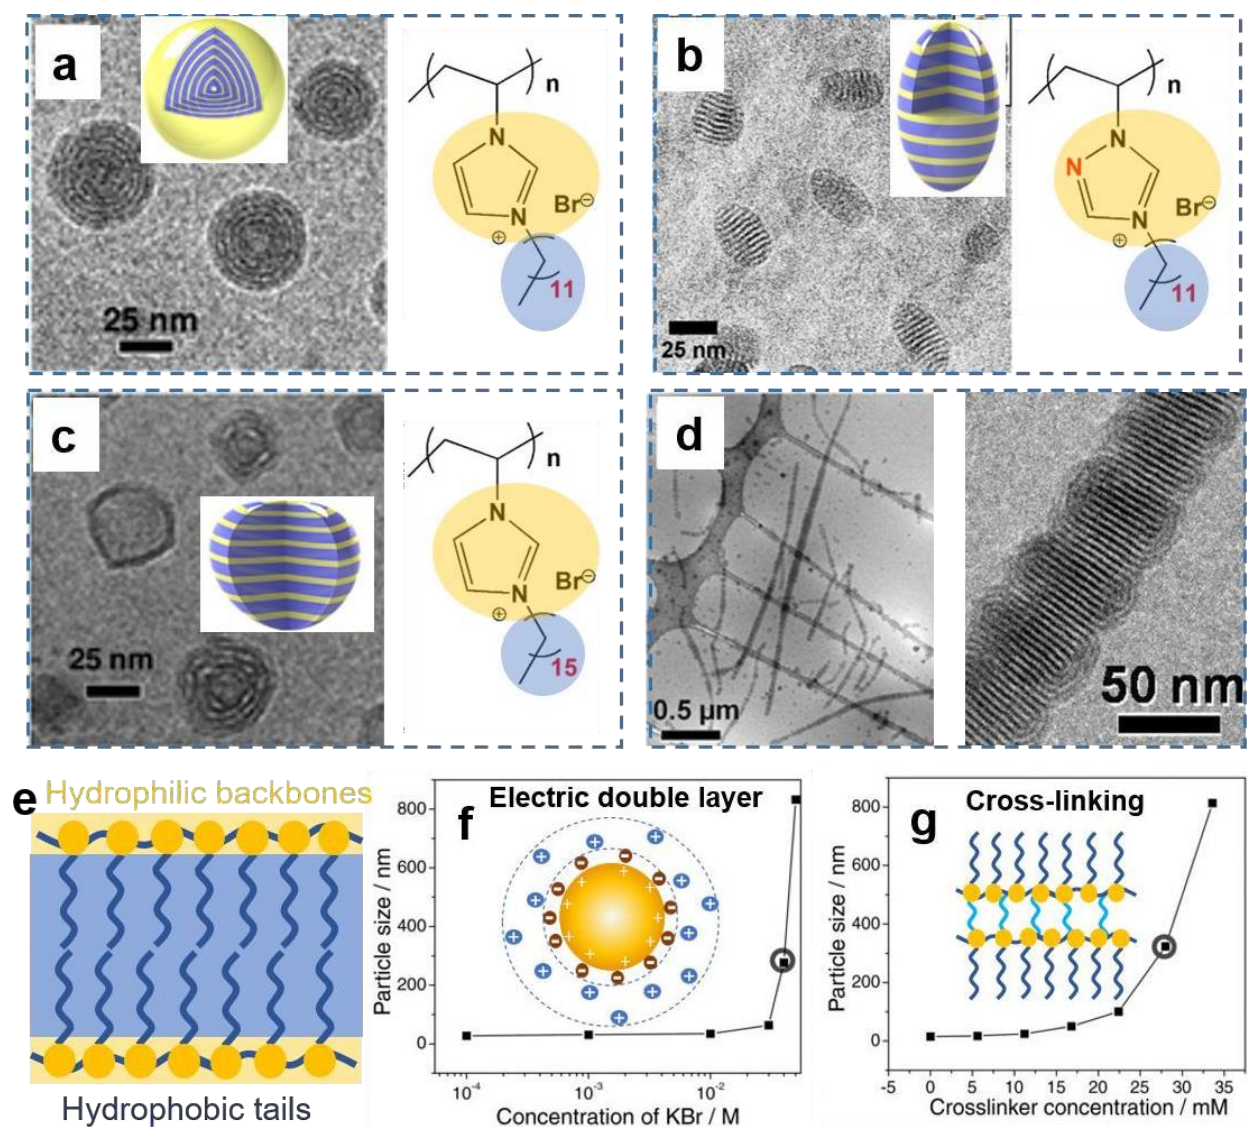 a
25 nm
n
N
N
Br⊖
⊕
11
b
25 nm
n
N
N
N
Br⊖
⊕
11
c
25 nm
n
N
N
Br⊖
⊕
15
d
0.5 µm
50 nm
e
Hydrophilic backbones
Hydrophobic tails
f
Electric double layer
Particle size / nm
800
600
400
200
0
10⁻⁴
10⁻³
10⁻²
Concentration of KBr / M
g
Cross-linking
Particle size / nm
800
600
400
200
0
-5 0 5 10 15 20 25 30 35
Crosslinker concentration / mM